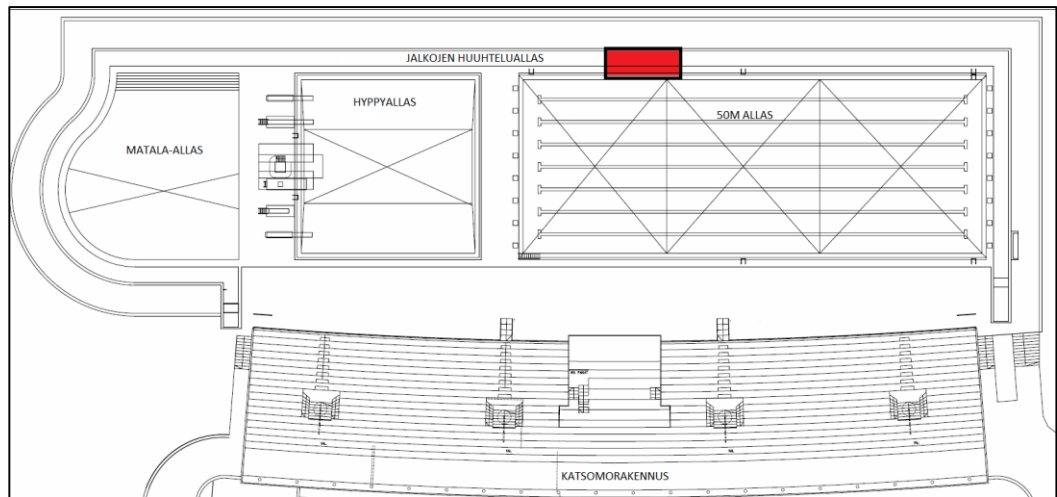 JALKOJEN HUUHTELUALLAS
HYPPYALLAS
50M ALLAS
MATALA-ALLAS
KATSOMORAKENNUS